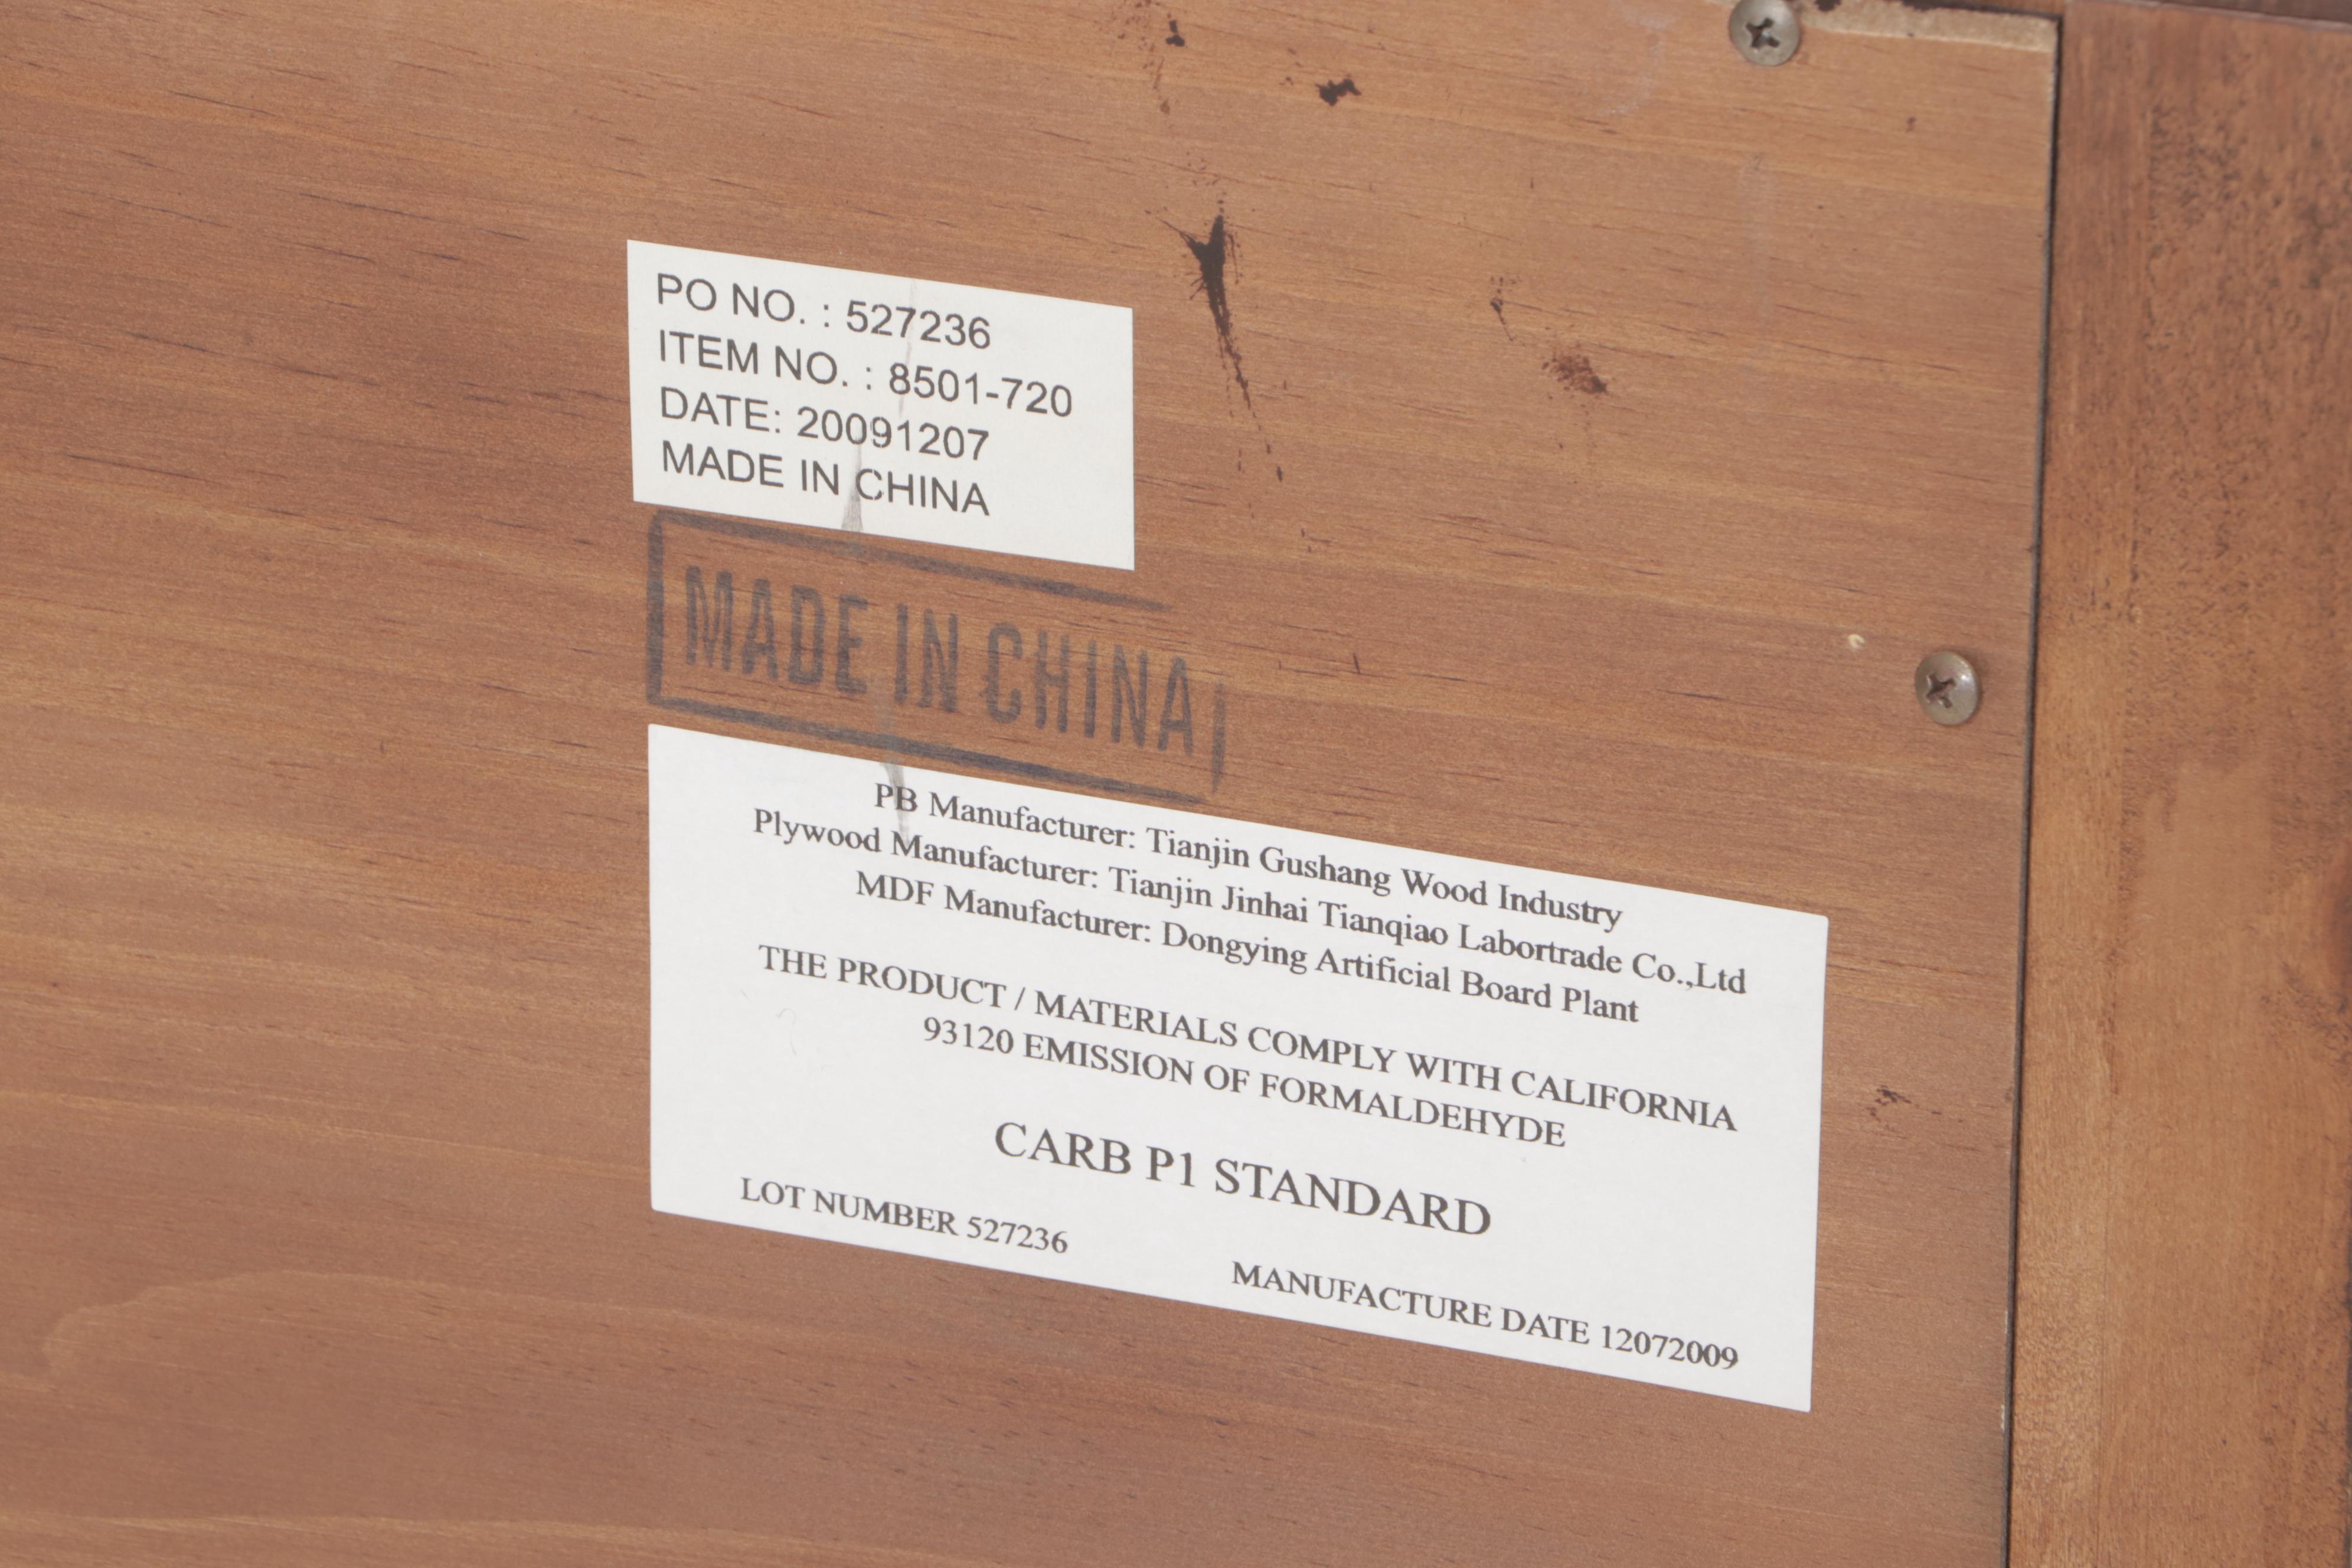 PO NO. : 527236
ITEM NO. : 8501-720
DATE: 20091207
MADE IN CHINA
MADE IN CHINA
PB Manufacturer: Tianjin Gushang Wood Industry
Plywood Manufacturer: Tianjin Jinhai Tianqiao Labortrade Co.,Ltd
MDF Manufacturer: Dongying Artificial Board Plant
THE PRODUCT / MATERIALS COMPLY WITH CALIFORNIA
93120 EMISSION OF FORMALDEHYDE
CARB P1 STANDARD
LOT NUMBER 527236
MANUFACTURE DATE 12072009